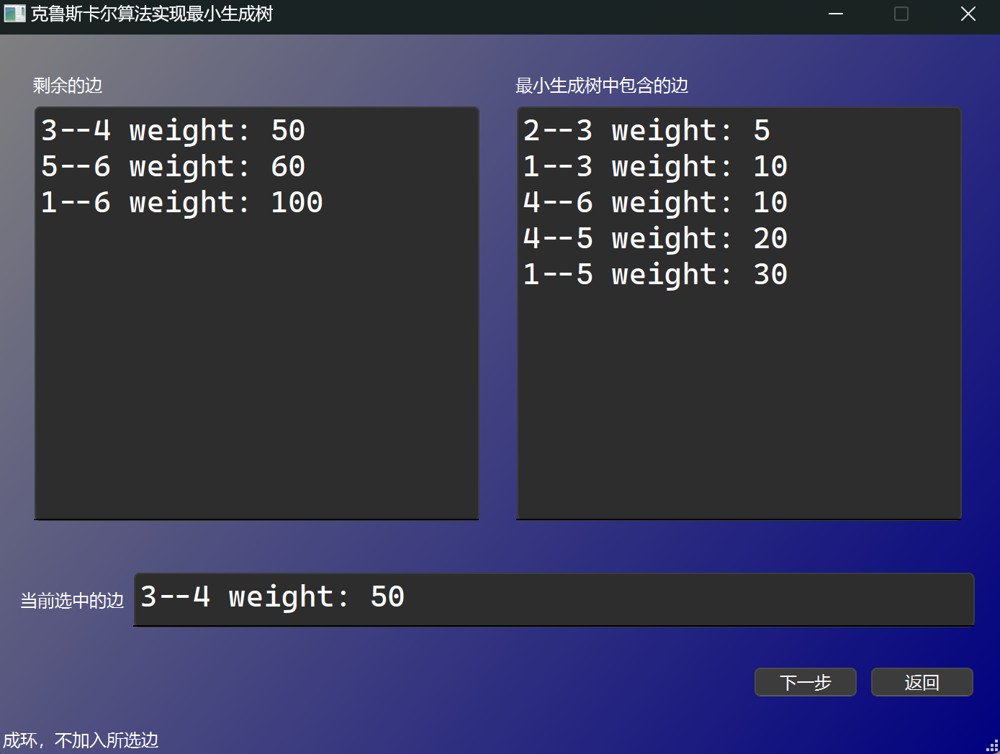 克鲁斯卡尔算法实现最小生成树
剩余的边
3--4 weight: 50
5--6 weight: 60
1--6 weight: 100
最小生成树中包含的边
2--3 weight: 5
1--3 weight: 10
4--6 weight: 10
4--5 weight: 20
1--5 weight: 30
当前选中的边
3--4 weight: 50
下一步
返回
成环，不加入所选边